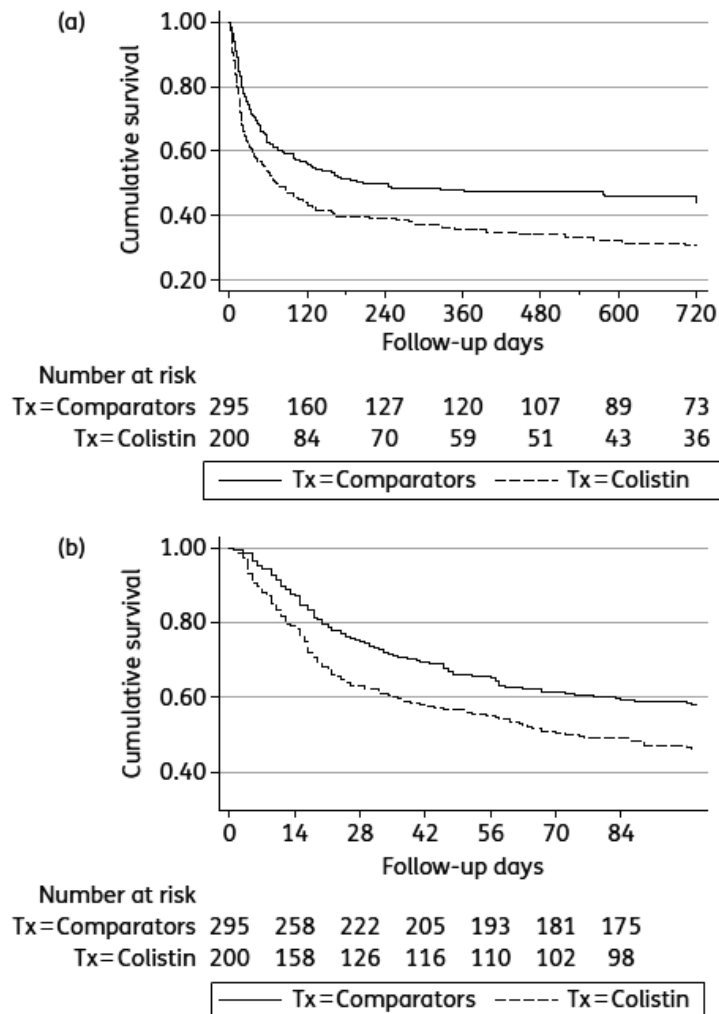 (a)
Cumulative survival
1.00
0.80
0.60
0.40
0.20
0 120 240 360 480 600 720
Follow-up days
Number at risk
Tx=Comparators 295 160 127 120 107 89 73
Tx=Colistin 200 84 70 59 51 43 36
Tx=Comparators Tx=Colistin
(b)
Cumulative survival
1.00
0.80
0.60
0.40
0 14 28 42 56 70 84
Follow-up days
Number at risk
Tx=Comparators 295 258 222 205 193 181 175
Tx=Colistin 200 158 126 116 110 102 98
Tx=Comparators Tx=Colistin